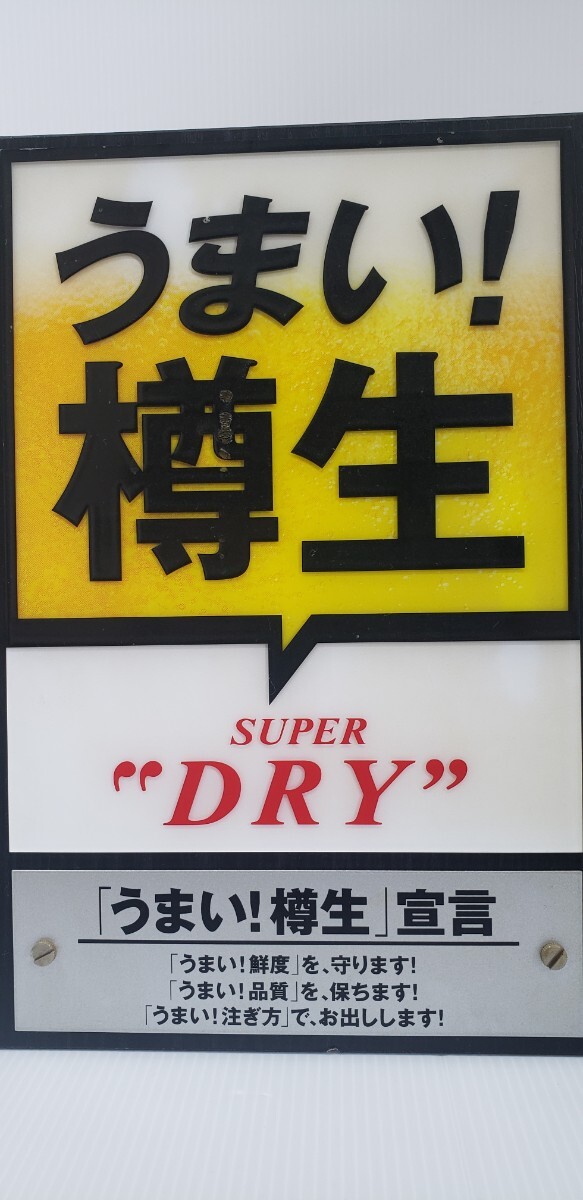 うまい!
樽生
SUPER
“DRY”
「うまい!樽生」宣言
「うまい!鮮度」を、守ります!
「うまい!品質」を、保ちます!
「うまい!注ぎ方」で、お出しします!